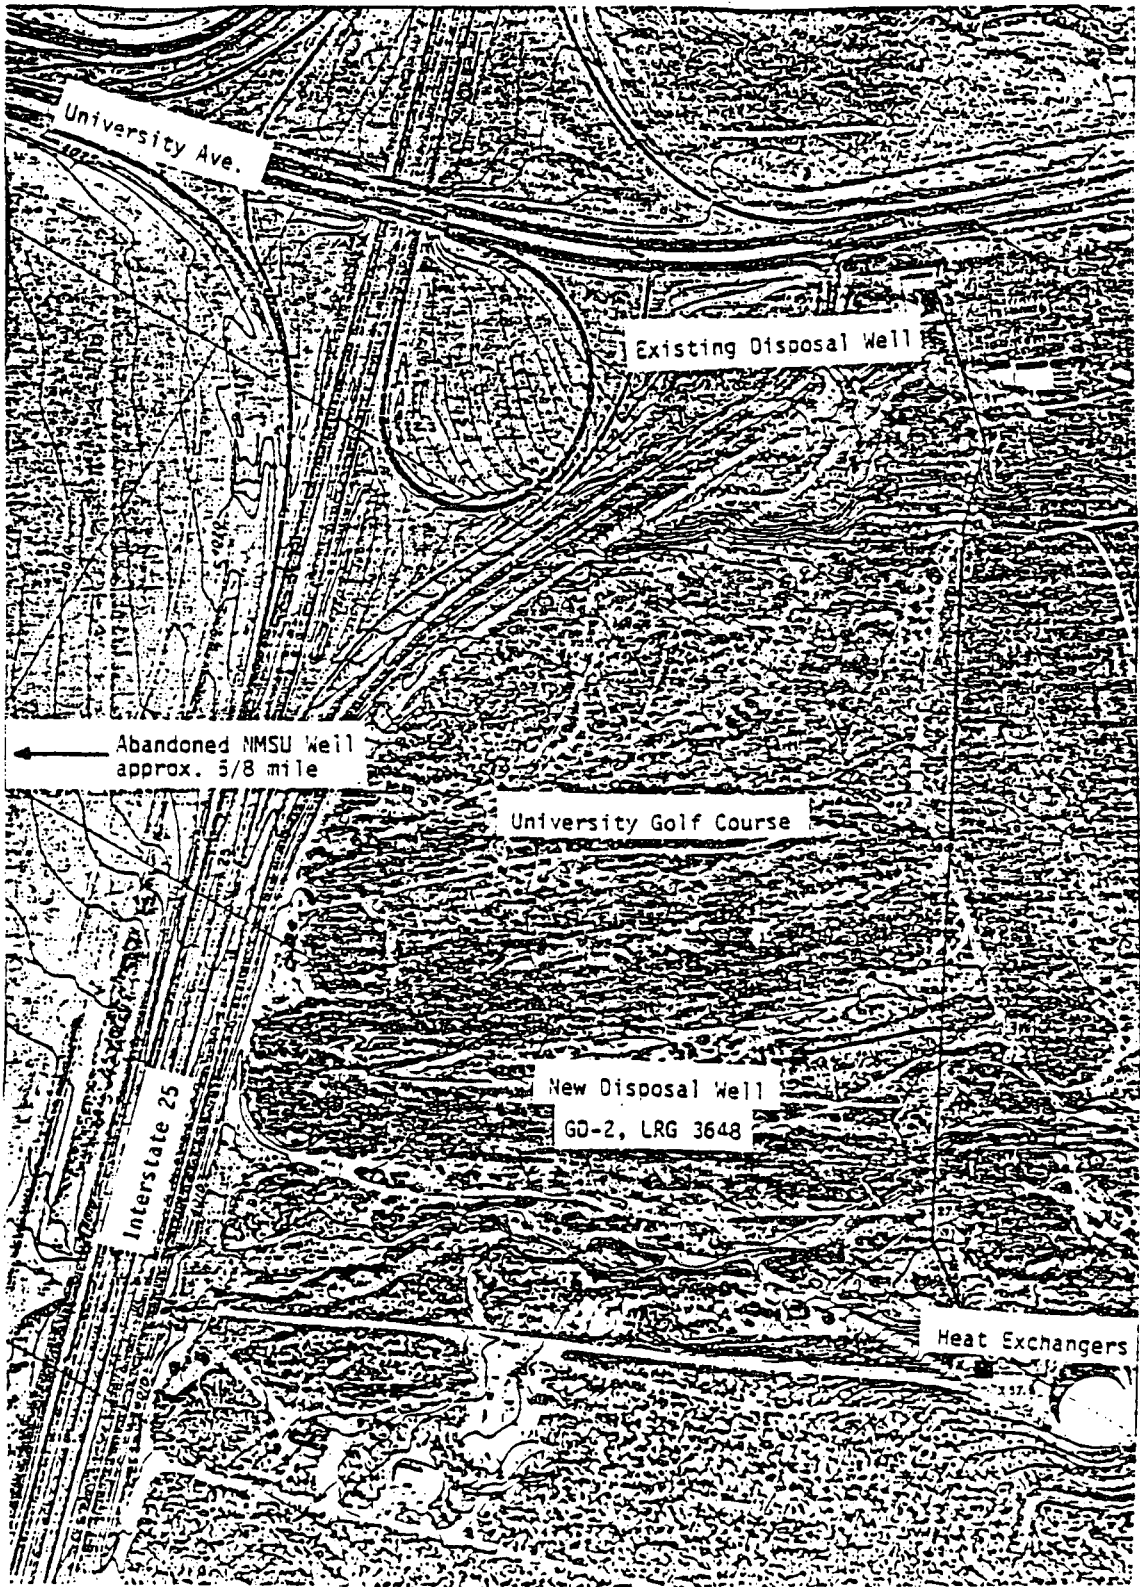 University Ave.
Existing Disposal Well
Abandoned NMSU Well
approx. 5/8 mile
University Golf Course
New Disposal Well
GD-2, LRG 3648
Interstate 25
Heat Exchangers